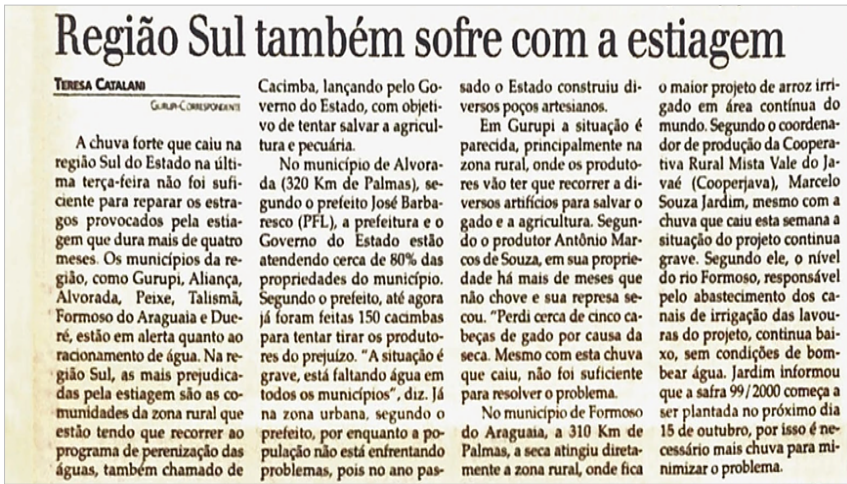 Região Sul também sofre com a estiagem
TERESA CATALANI
GURUPI-CORRESPONDENTE
A chuva forte que caiu na
região Sul do Estado na últi-
ma terça-feira não foi sufi-
ciente para reparar os estra-
gos provocados pela estia-
gem que dura mais de quatro
meses. Os municípios da re-
gião, como Gurupi, Aliança,
Alvorada, Peixe, Talismã,
Formoso do Araguaia e Due-
ré, estão em alerta quanto ao
racionamento de água. Na re-
gião Sul, as mais prejudica-
das pela estiagem são as co-
munidades da zona rural que
estão tendo que recorrer ao
programa de perenização das
águas, também chamado de
Cacimba, lançando pelo Go-
verno do Estado, com objeti-
vo de tentar salvar a agricul-
tura e pecuária.
No município de Alvora-
da (320 Km de Palmas), se-
gundo o prefeito José Barba-
resco (PFL), a prefeitura e o
Governo do Estado estão
atendendo cerca de 80% das
propriedades do município.
Segundo o prefeito, até agora
já foram feitas 150 cacimbas
para tentar tirar os produto-
res do prejuízo. “A situação é
grave, está faltando água em
todos os municípios”, diz. Já
na zona urbana, segundo o
prefeito, por enquanto a po-
pulação não está enfrentando
problemas, pois no ano pas-
sado o Estado construiu di-
versos poços artesianos.
Em Gurupi a situação é
parecida, principalmente na
zona rural, onde os produto-
res vão ter que recorrer a di-
versos artifícios para salvar o
gado e a agricultura. Segun-
do o produtor Antônio Mar-
cos de Souza, em sua proprie-
dade há mais de meses que
não chove e sua represa se-
cou. “Perdi cerca de cinco ca-
beças de gado por causa da
seca. Mesmo com esta chuva
que caiu, não foi suficiente
para resolver o problema.
No município de Formoso
do Araguaia, a 310 Km de
Palmas, a seca atingiu direta-
mente a zona rural, onde fica
o maior projeto de arroz irri-
gado em área contínua do
mundo. Segundo o coordena-
dor de produção da Coopera-
tiva Rural Mista Vale do Ja-
vaé (Cooperjava), Marcelo
Souza Jardim, mesmo com a
chuva que caiu esta semana a
situação do projeto continua
grave. Segundo ele, o nível
do rio Formoso, responsável
pelo abastecimento dos ca-
nais de irrigação das lavou-
ras do projeto, continua bai-
xo, sem condições de bom-
bear água. Jardim informou
que a safra 99/2000 começa a
ser plantada no próximo dia
15 de outubro, por isso é ne-
cessário mais chuva para mi-
nimizar o problema.